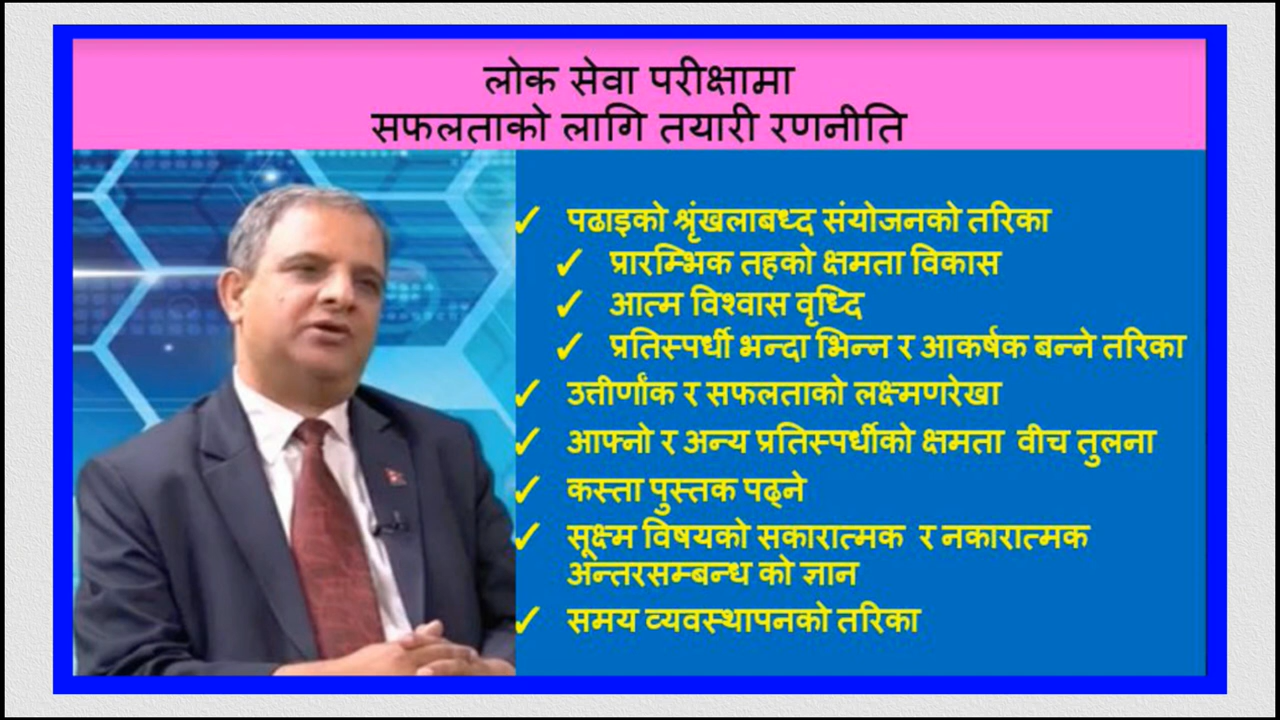 लोक सेवा परीक्षामा
सफलताको लागि तयारी रणनीति
✓ पढाइको श्रृंखलाबध्द संयोजनको तरिका
✓ प्रारम्भिक तहको क्षमता विकास
✓ आत्म विश्वास वृध्दि
✓ प्रतिस्पर्धी भन्दा भिन्न र आकर्षक बन्ने तरिका
✓ उत्तीर्णांक र सफलताको लक्ष्मणरेखा
✓ आफ्नो र अन्य प्रतिस्पर्धीको क्षमता वीच तुलना
✓ कस्ता पुस्तक पढ्ने
✓ सूक्ष्म विषयको सकारात्मक र नकारात्मक
अन्तरसम्बन्ध को ज्ञान
✓ समय व्यवस्थापनको तरिका